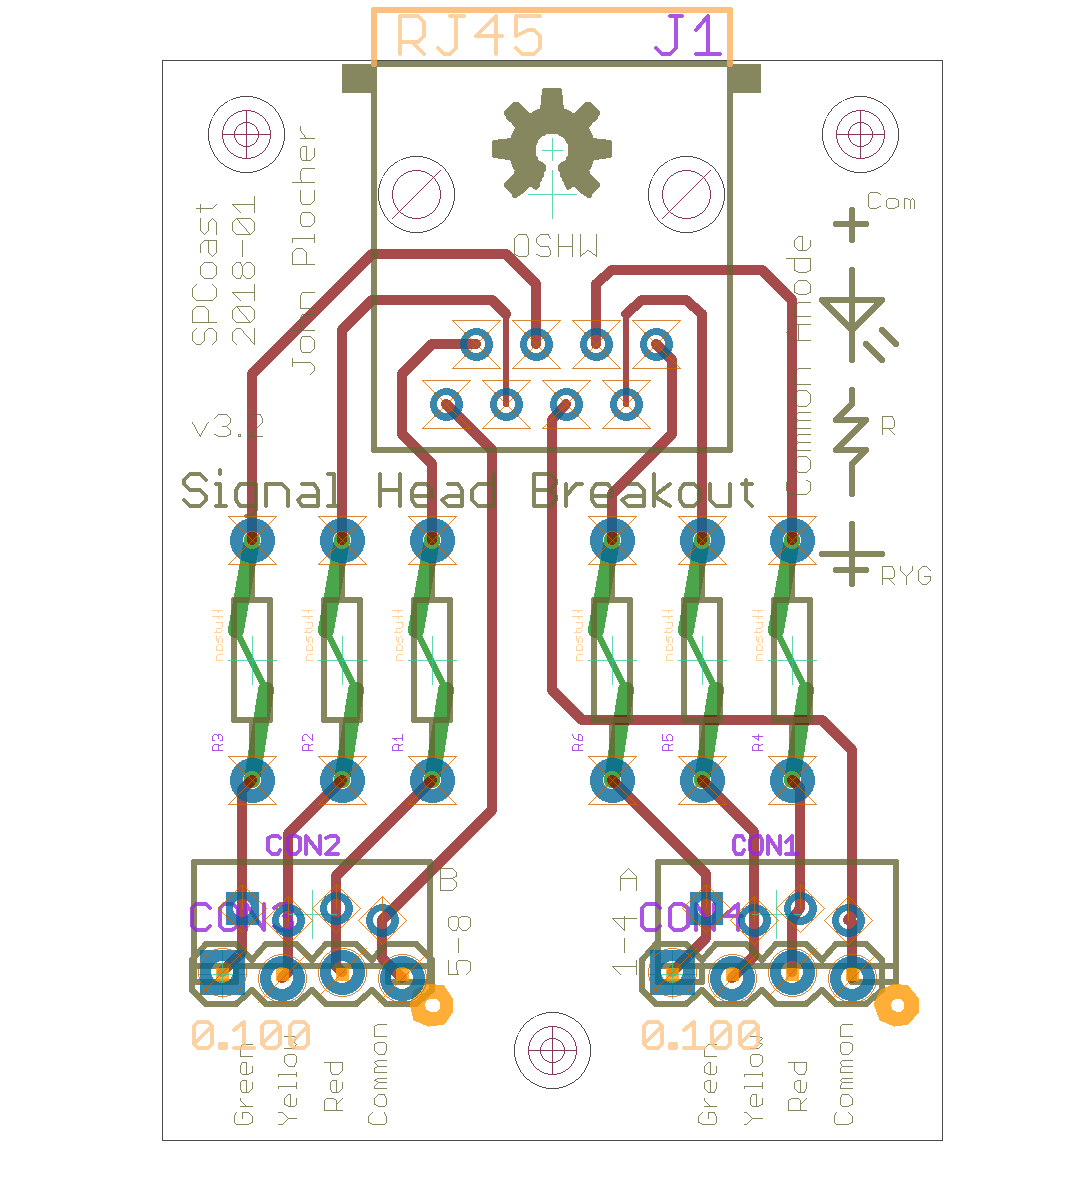 RJ45
J1
Com
SPCoast
2018-01
John Plocher
OSHW
Common Anode
v3.2
R
Signal Head Breakout
RYG
nostuff
nostuff
nostuff
nostuff
nostuff
nostuff
R3
R2
R1
R6
R5
R4
CON2
CON1
B
5-8
A
1-4
CON3
CON4
0.100
0.100
Green
Yellow
Red
Common
Green
Yellow
Red
Common